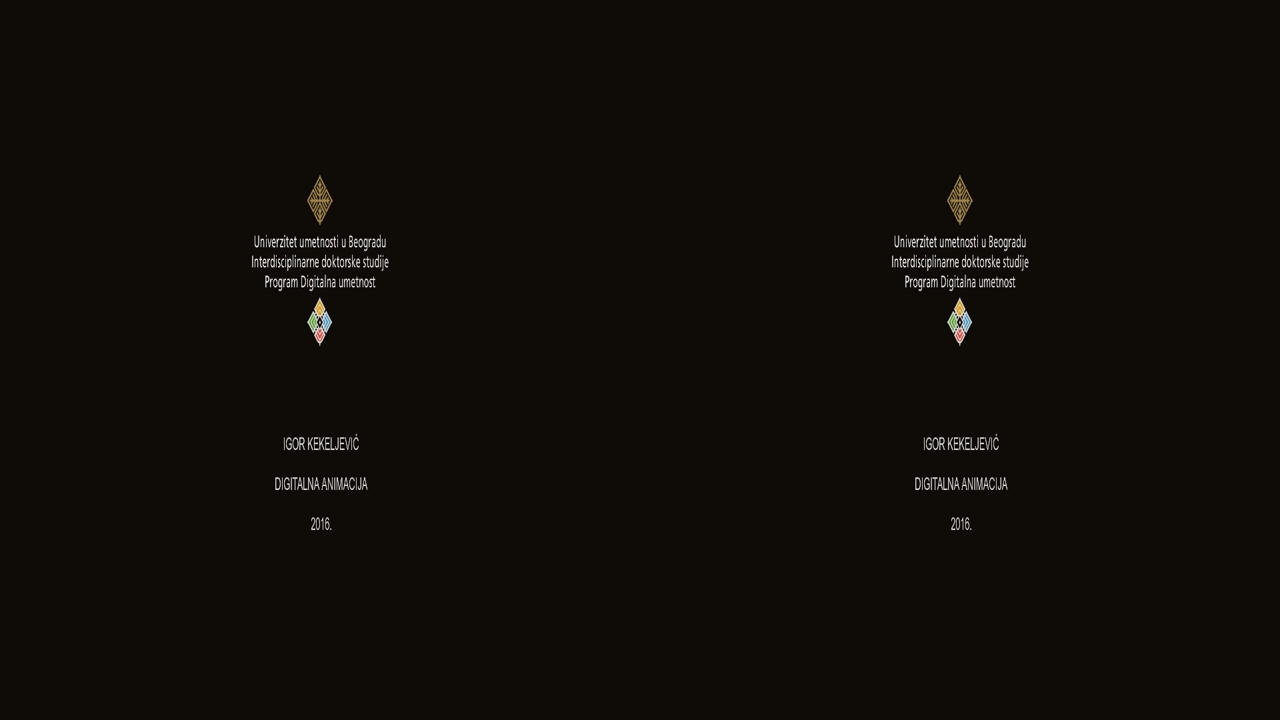 Univerzitet umetnosti u Beogradu
Interdisciplinarne doktorske studije
Program Digitalna umetnost
IGOR KEKELJEVIĆ
DIGITALNA ANIMACIJA
2016.
Univerzitet umetnosti u Beogradu
Interdisciplinarne doktorske studije
Program Digitalna umetnost
IGOR KEKELJEVIĆ
DIGITALNA ANIMACIJA
2016.